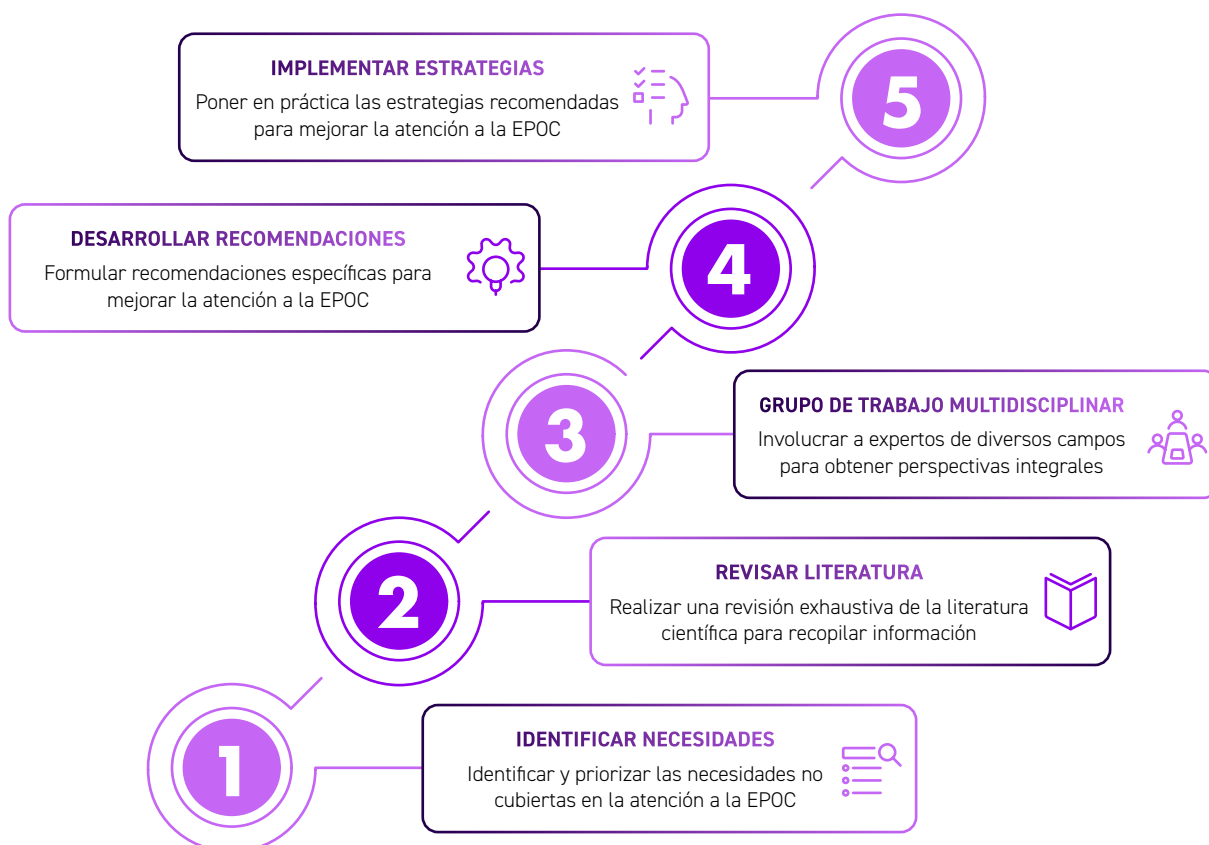 IMPLEMENTAR ESTRATEGIAS
Poner en práctica las estrategias recomendadas
para mejorar la atención a la EPOC
5
DESARROLLAR RECOMENDACIONES
Formular recomendaciones específicas para
mejorar la atención a la EPOC
4
3
GRUPO DE TRABAJO MULTIDISCIPLINAR
Involucrar a expertos de diversos campos
para obtener perspectivas integrales
2
REVISAR LITERATURA
Realizar una revisión exhaustiva de la literatura
científica para recopilar información
1
IDENTIFICAR NECESIDADES
Identificar y priorizar las necesidades no
cubiertas en la atención a la EPOC